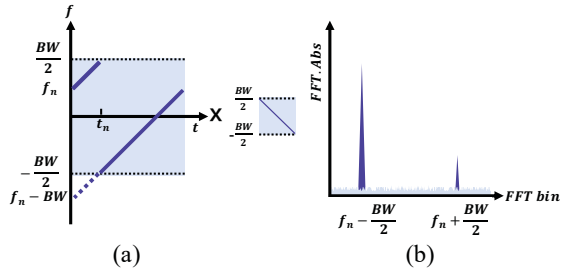 f
BW/2
f_n
t_n
t
X
-BW/2
f_n - BW
BW/2
-BW/2
(a)
FFT.Abs
FFT bin
f_n - BW/2
f_n + BW/2
(b)